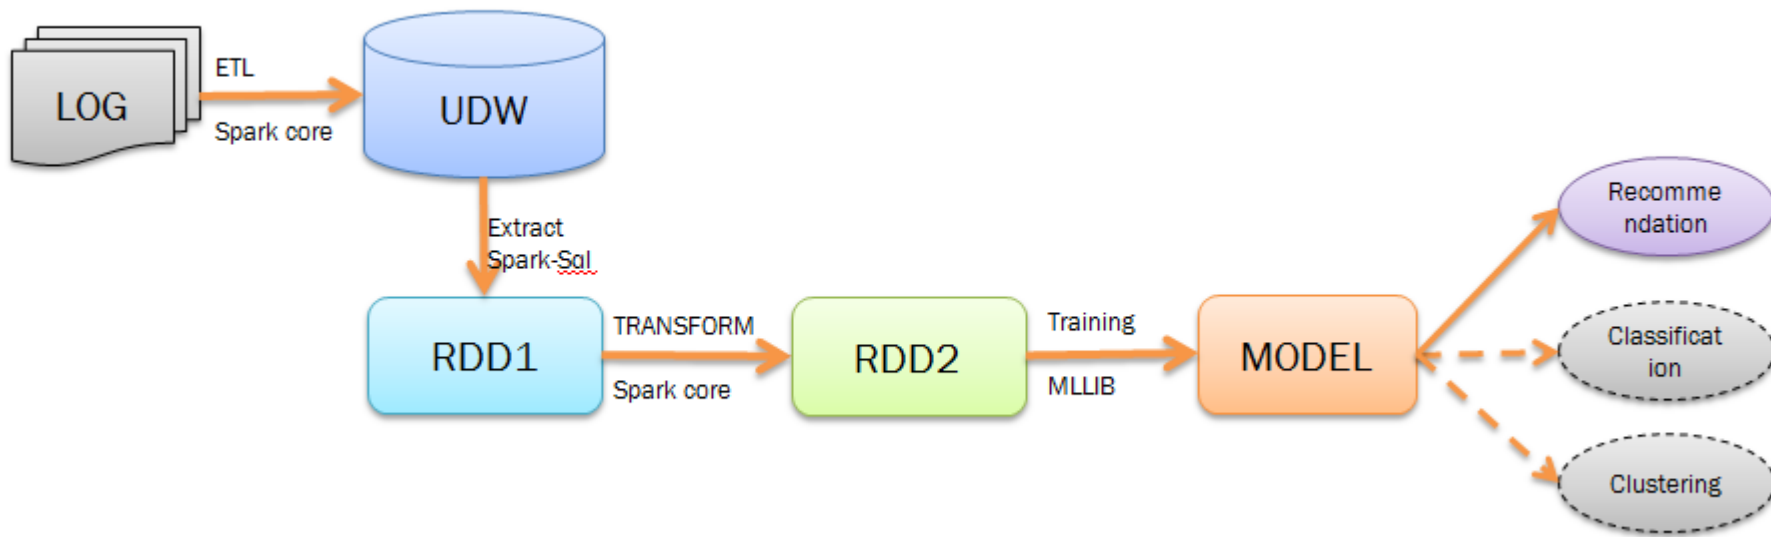 LOG
ETL
Spark core
UDW
Extract
Spark-Sql
RDD1
TRANSFORM
Spark core
RDD2
Training
MLLIB
MODEL
Recomme
ndation
Classificat
ion
Clustering